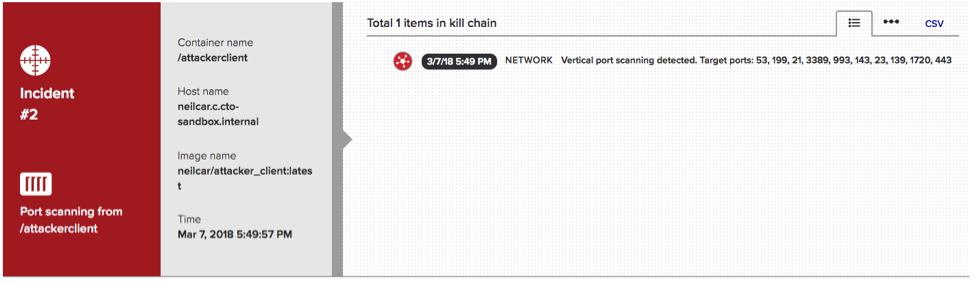 Incident
#2
Port scanning from
/attackerclient
Container name
/attackerclient
Host name
neilcar.c.cto-
sandbox.internal
Image name
neilcar/attacker_client:lates
t
Time
Mar 7, 2018 5:49:57 PM
Total 1 items in kill chain
CSV
3/7/18 5:49 PM NETWORK Vertical port scanning detected. Target ports: 53, 199, 21, 3389, 993, 143, 23, 139, 1720, 443